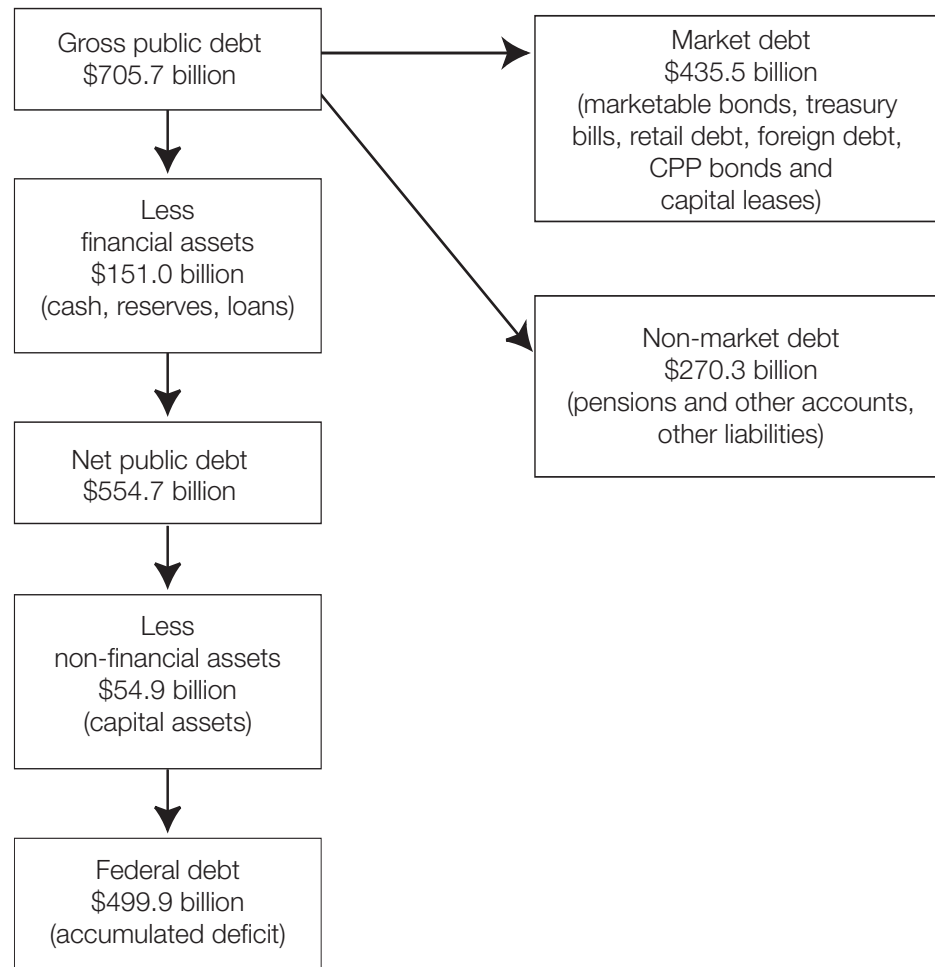 Gross public debt
$705.7 billion
Market debt
$435.5 billion
(marketable bonds, treasury
bills, retail debt, foreign debt,
CPP bonds and
capital leases)
Less
financial assets
$151.0 billion
(cash, reserves, loans)
Non-market debt
$270.3 billion
(pensions and other accounts,
other liabilities)
Net public debt
$554.7 billion
Less
non-financial assets
$54.9 billion
(capital assets)
Federal debt
$499.9 billion
(accumulated deficit)